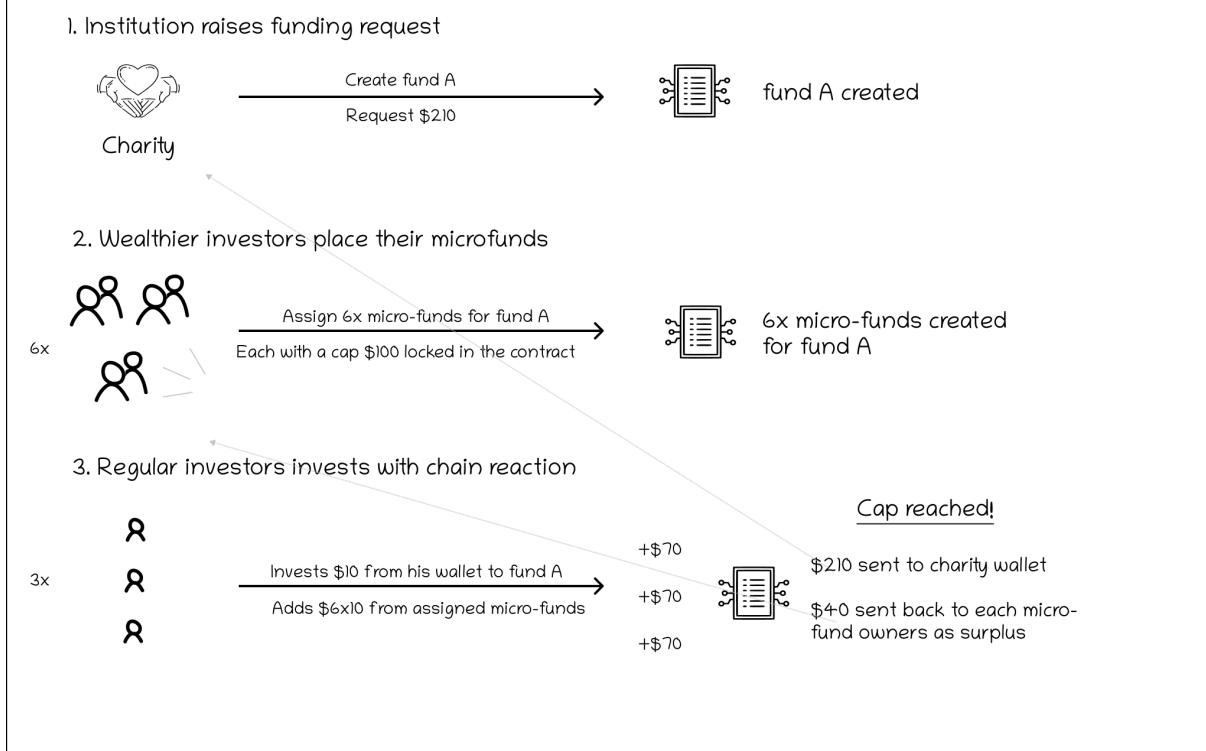 1. Institution raises funding request
Create fund A
Request $210
fund A created
Charity
2. Wealthier investors place their microfunds
6x
Assign 6x micro-funds for fund A
Each with a cap $100 locked in the contract
6x micro-funds created
for fund A
3. Regular investors invests with chain reaction
3x
Invests $10 from his wallet to fund A
Adds $6x10 from assigned micro-funds
+$70
+$70
+$70
Cap reached!
$210 sent to charity wallet
$40 sent back to each micro-
fund owners as surplus